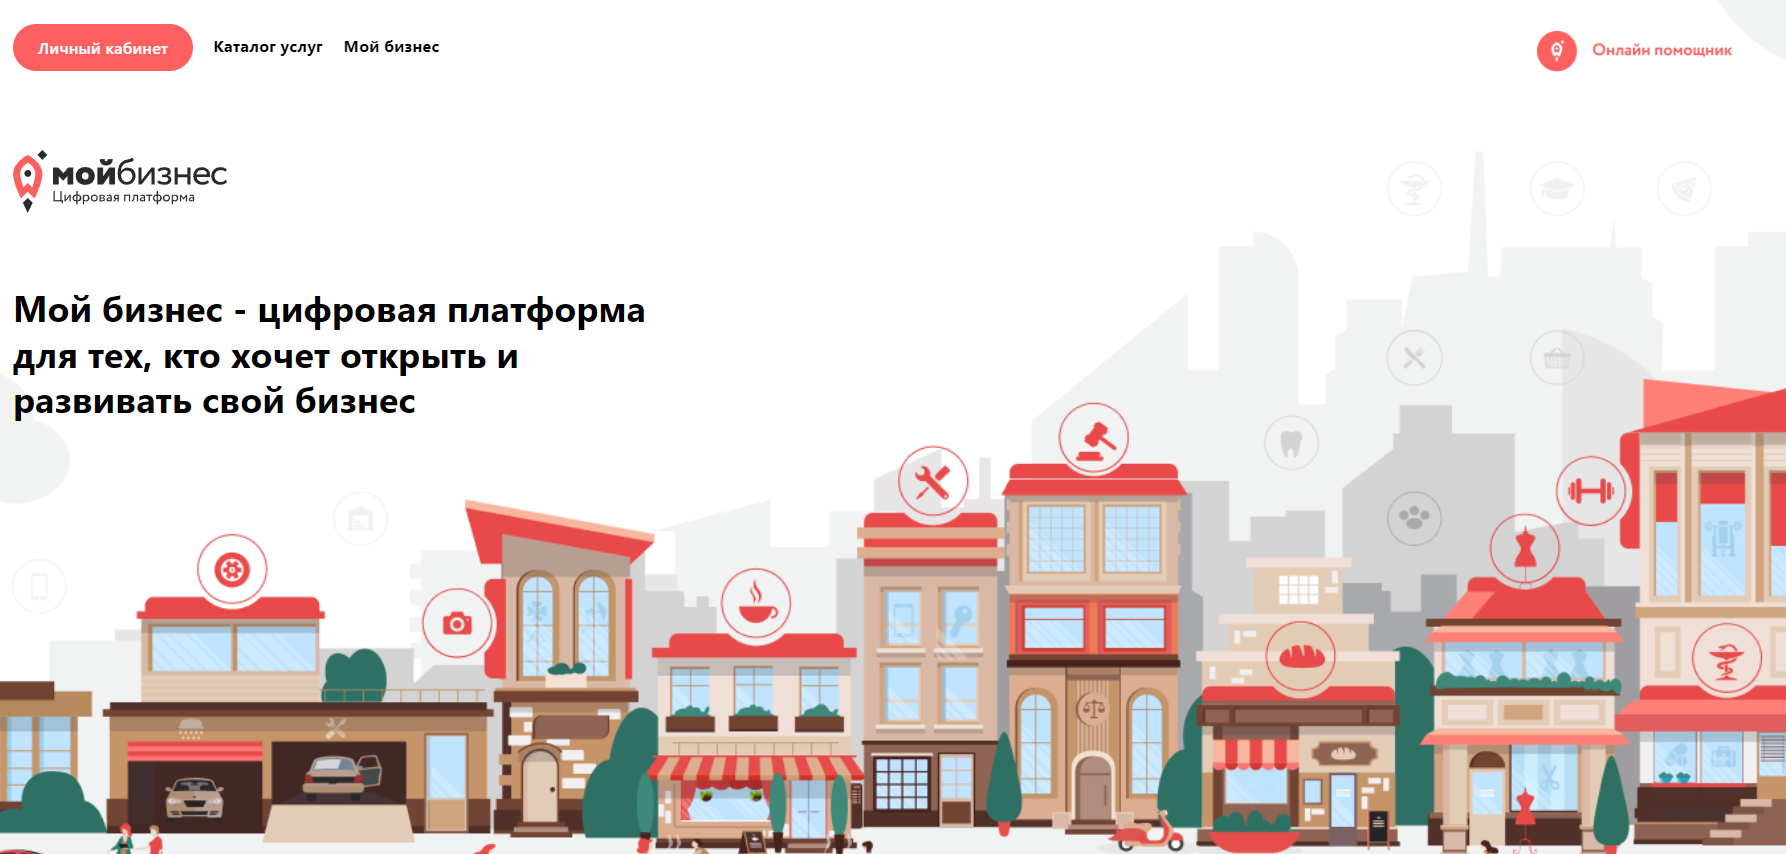 Личный кабинет
Каталог услуг
Мой бизнес
Онлайн помощник
мойбизнес
Цифровая платформа
Мой бизнес - цифровая платформа
для тех, кто хочет открыть и
развивать свой бизнес